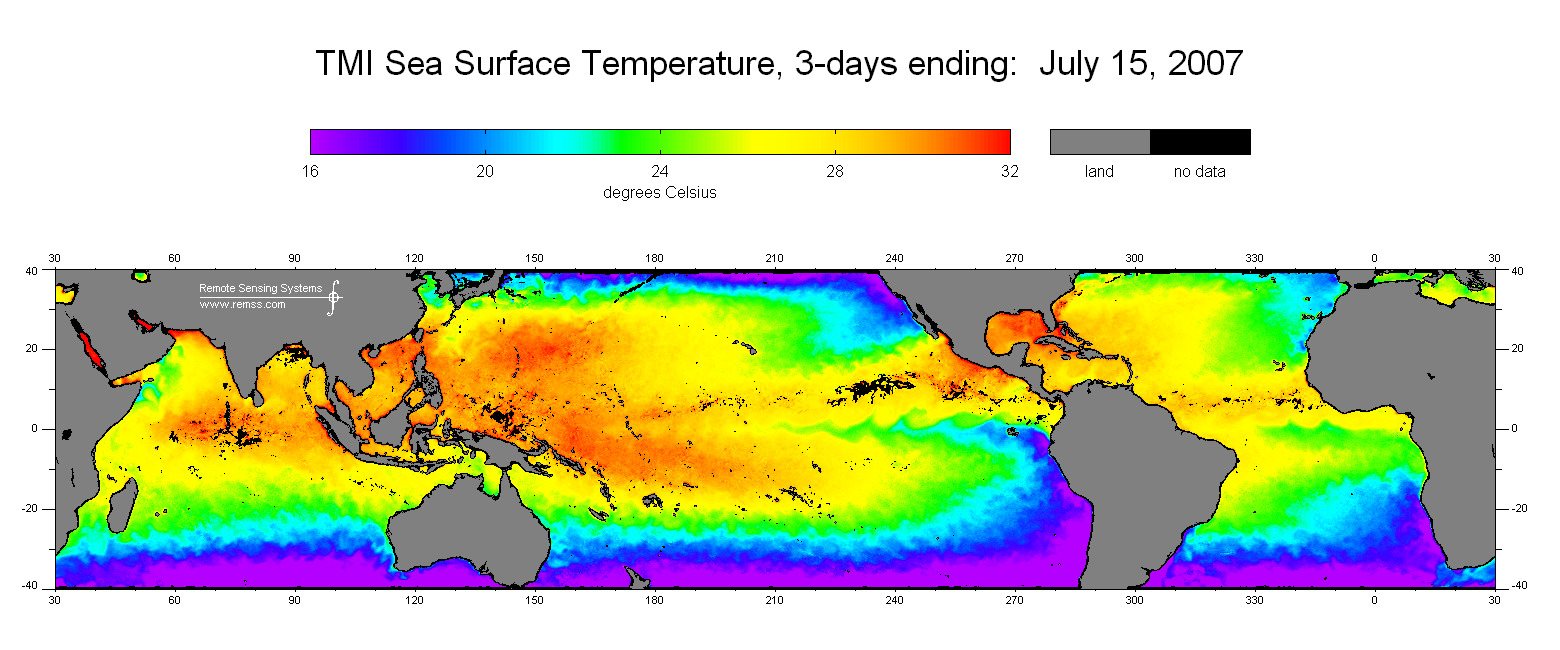 TMI Sea Surface Temperature, 3-days ending: July 15, 2007
16 20 24 28 32 land no data
degrees Celsius
30 60 90 120 150 180 210 240 270 300 330 0 30
40 40
Remote Sensing Systems
www.remss.com
20 20
0 0
-20 -20
-40 -40
30 60 90 120 150 180 210 240 270 300 330 0 30